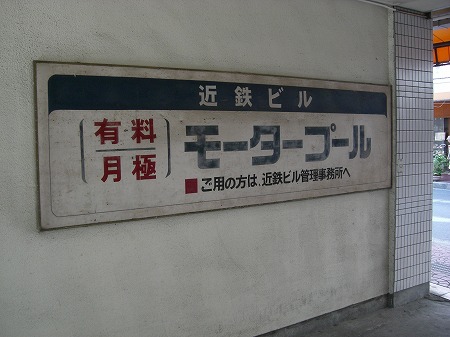 近鉄ビル
有料
月極
モータープール
■ご用の方は、近鉄ビル管理事務所へ